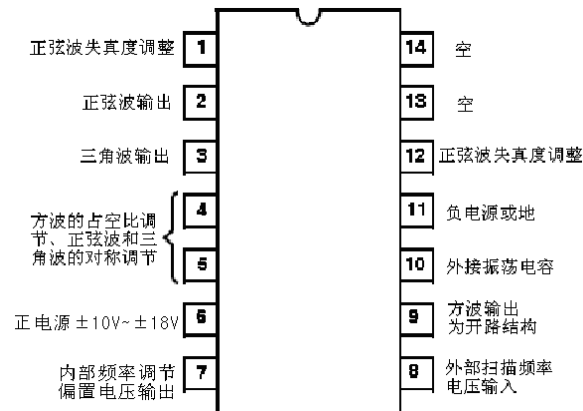 正弦波失真度调整 1 14 空
正弦波输出 2 13 空
三角波输出 3 12 正弦波失真度调整
方波的占空比调
节、正弦波和三
角波的对称调节
4 11 负电源或地
5 10 外接振荡电容
正电源±10V~±18V 6 9 方波输出
为开路结构
内部频率调节
偏置电压输出
7 8 外部扫描频率
电压输入